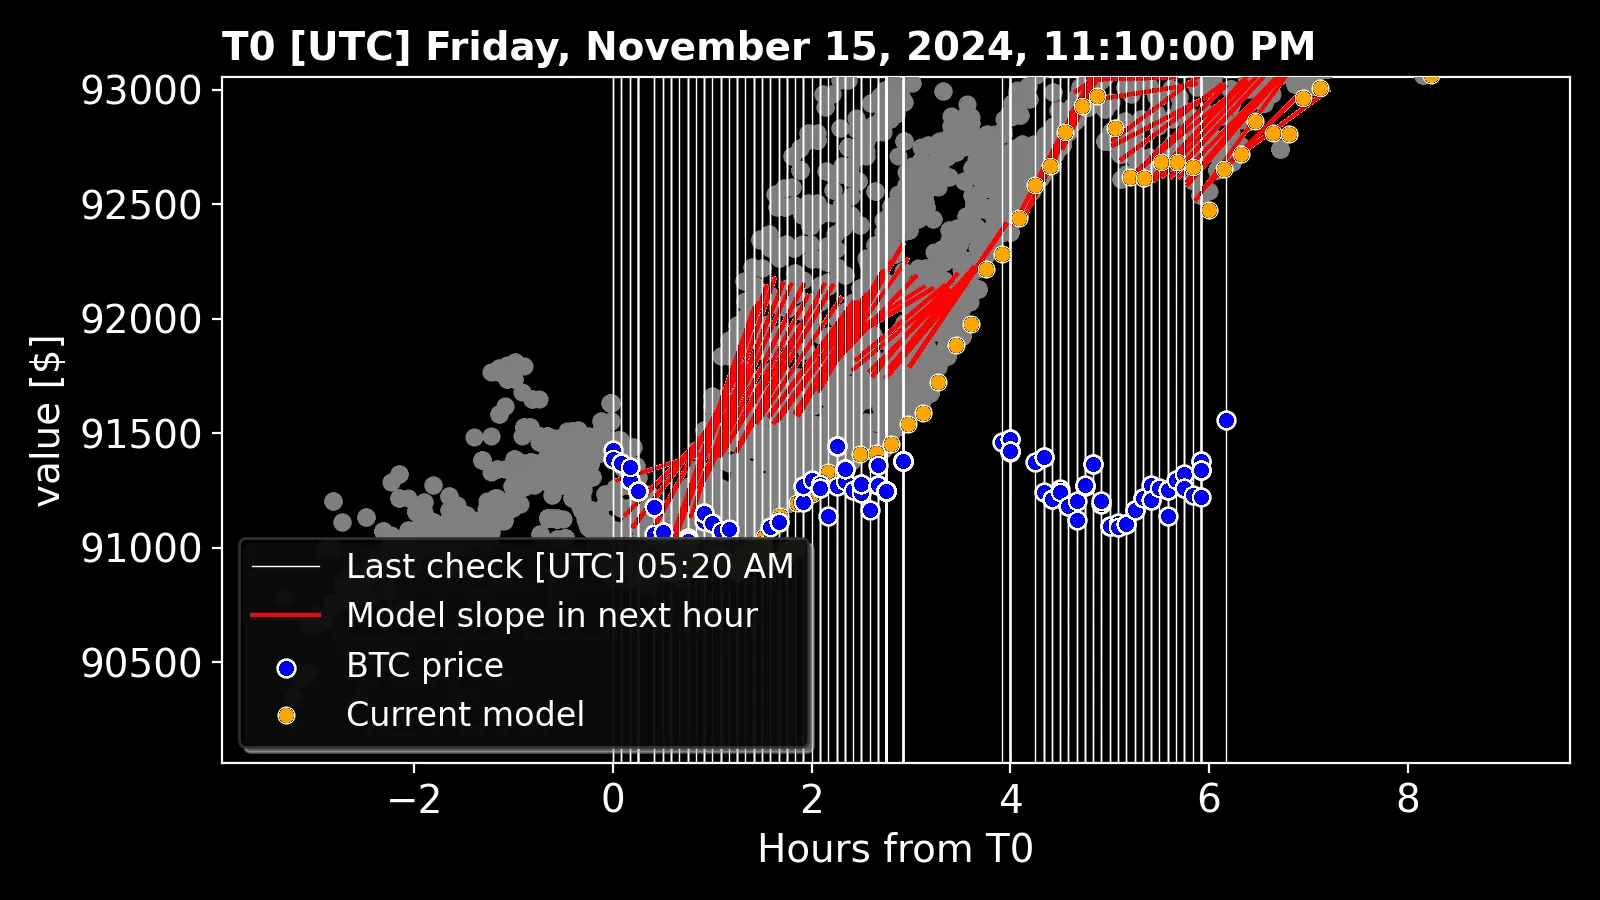 T0 [UTC] Friday, November 15, 2024, 11:10:00 PM
value [$]
93000
92500
92000
91500
91000
90500
Last check [UTC] 05:20 AM
Model slope in next hour
BTC price
Current model
−2 0 2 4 6 8
Hours from T0